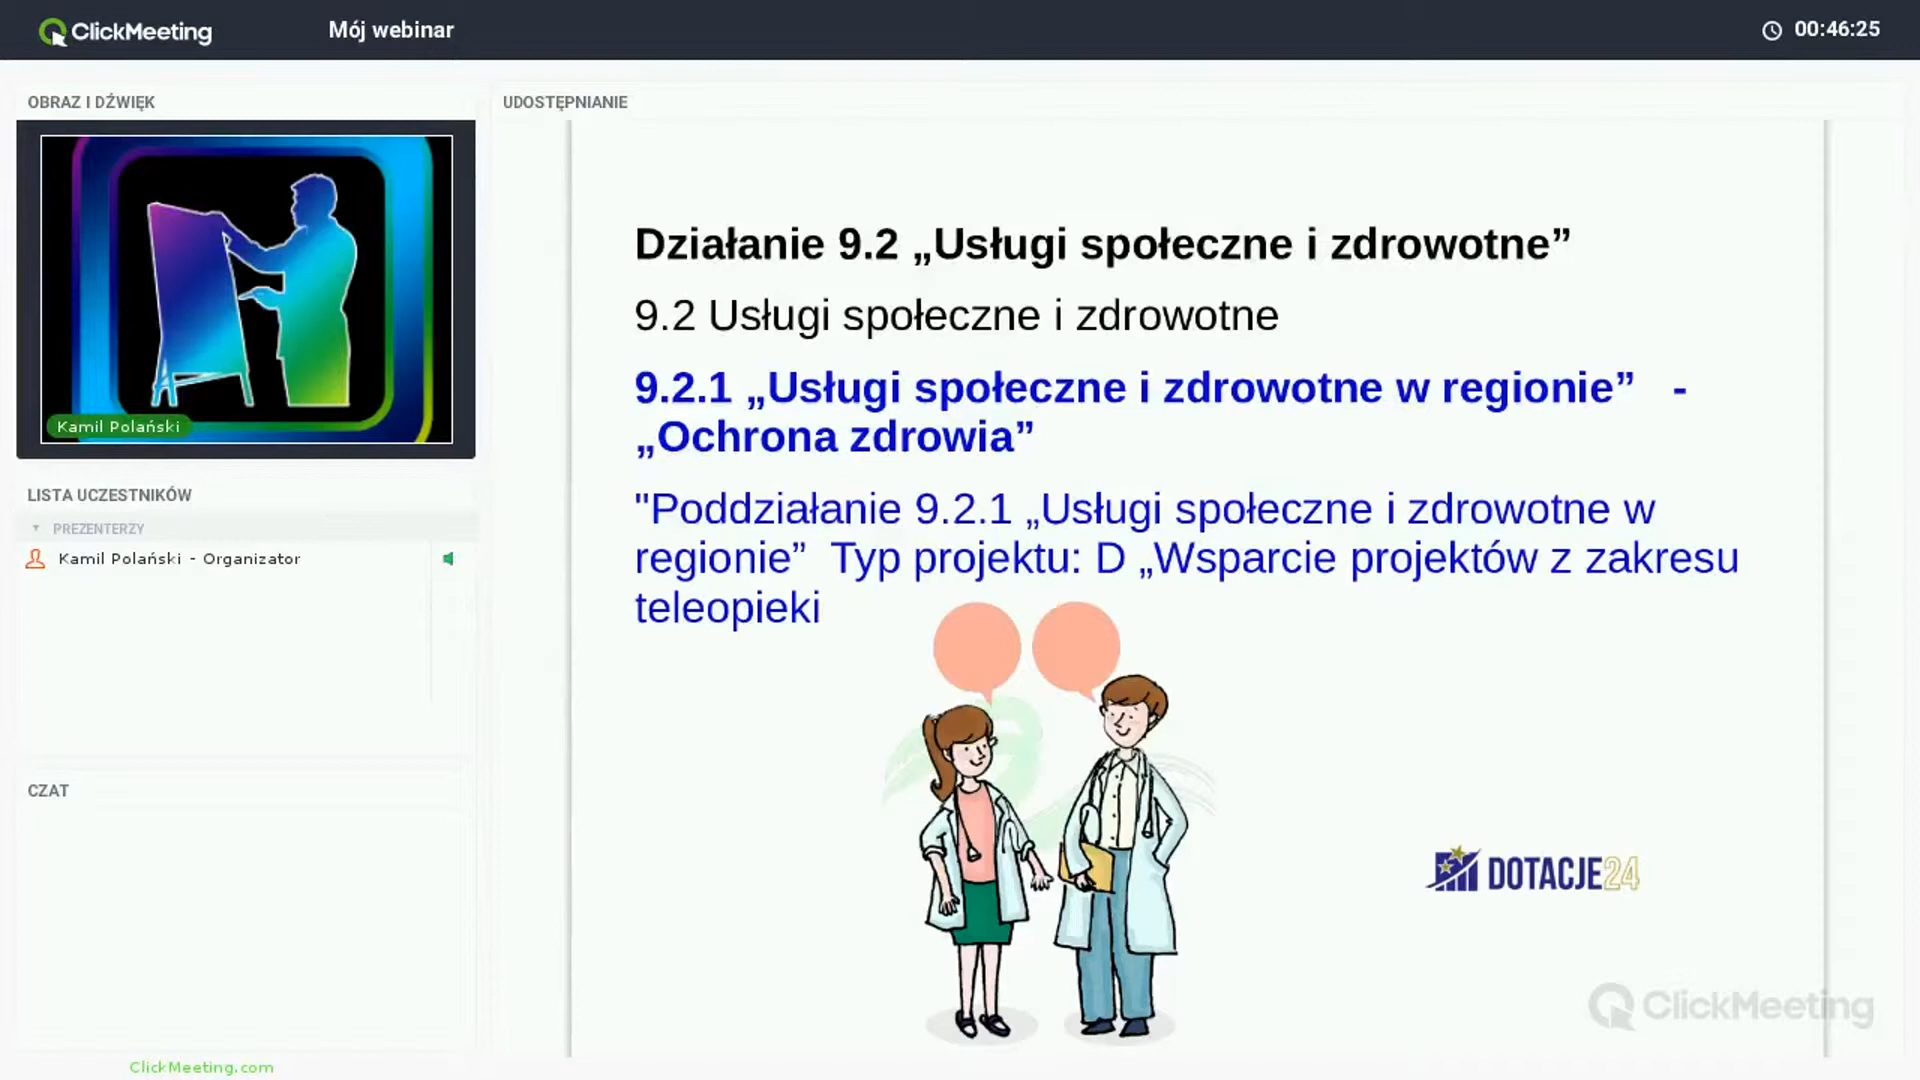 ClickMeeting
Mój webinar
00:46:25
OBRAZ I DŹWIĘK
Kamil Polański
LISTA UCZESTNIKÓW
PREZENTERZY
Kamil Polański - Organizator
CZAT
ClickMeeting.com
UDOSTĘPNIANIE
Działanie 9.2 „Usługi społeczne i zdrowotne”
9.2 Usługi społeczne i zdrowotne
9.2.1 „Usługi społeczne i zdrowotne w regionie” -
„Ochrona zdrowia”
"Poddziałanie 9.2.1 „Usługi społeczne i zdrowotne w
regionie” Typ projektu: D „Wsparcie projektów z zakresu
teleopieki
DOTACJE24
ClickMeeting